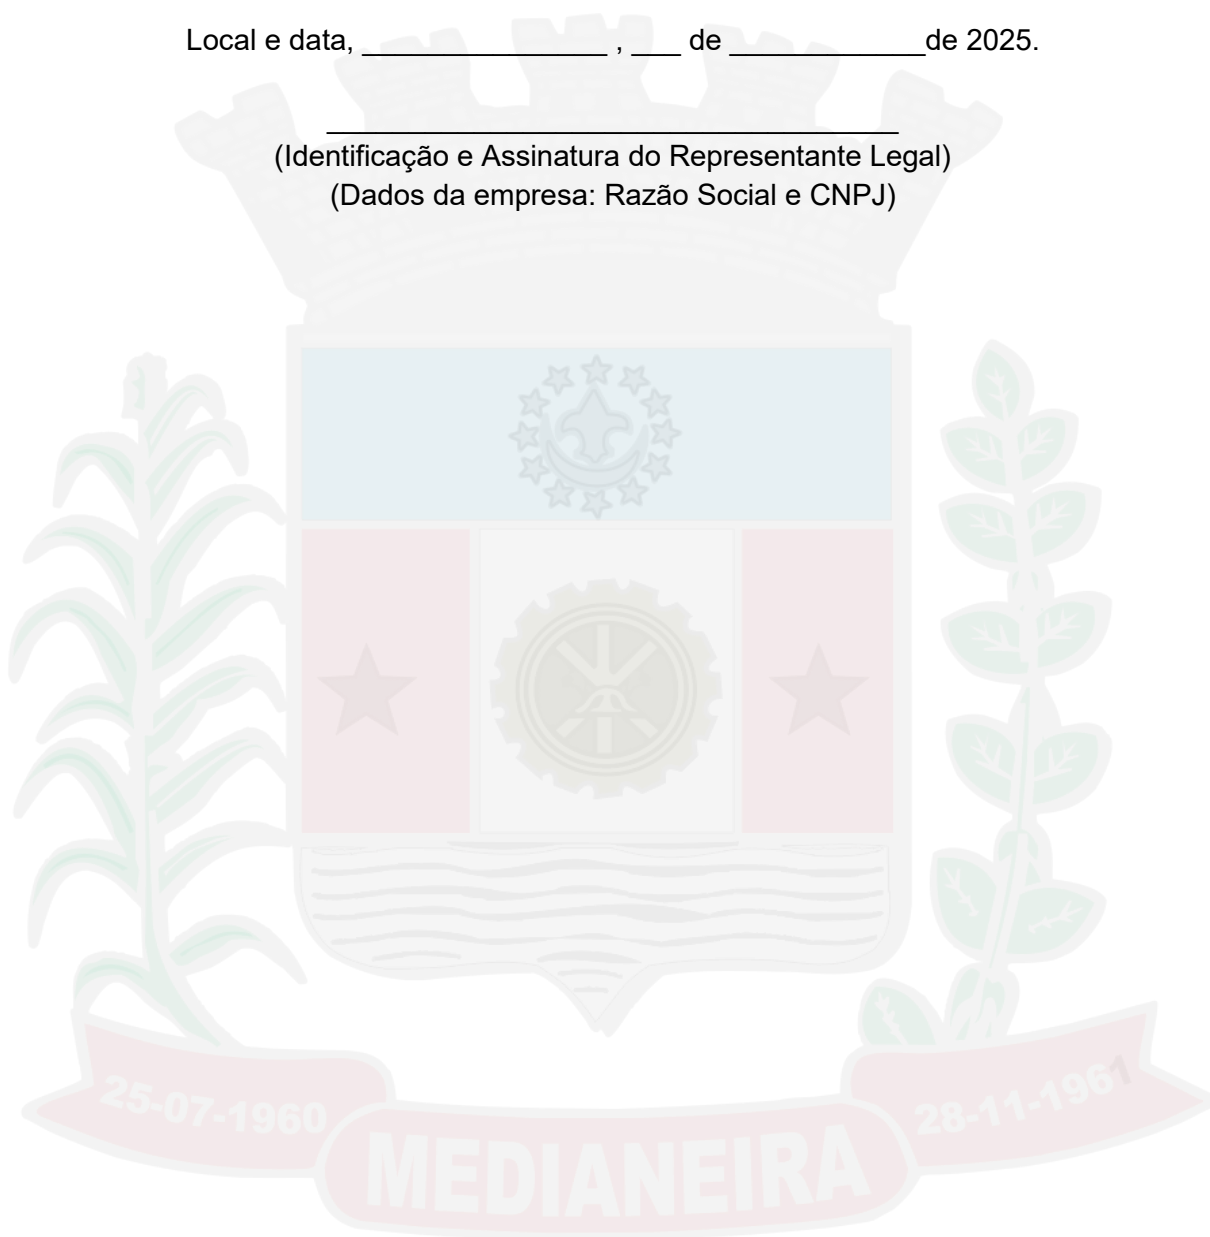 Local e data, _______________ , ___ de ____________de 2025.
___________________________________
(Identificação e Assinatura do Representante Legal)
(Dados da empresa: Razão Social e CNPJ)
25-07-1960
28-11-1961
MEDIANEIRA